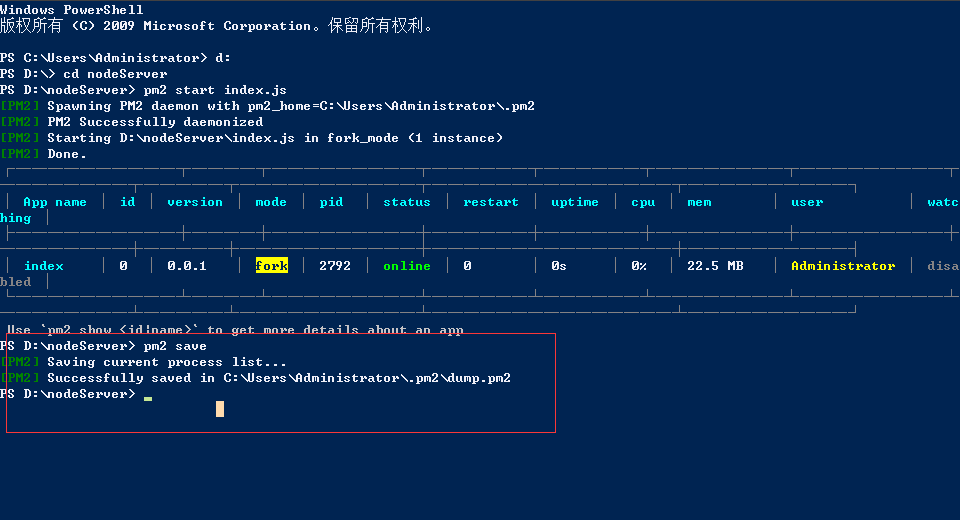 Windows PowerShell
版权所有 (C) 2009 Microsoft Corporation。保留所有权利。
PS C:\Users\Administrator> d:
PS D:\> cd nodeServer
PS D:\nodeServer> pm2 start index.js
[PM2] Spawning PM2 daemon with pm2_home=C:\Users\Administrator\.pm2
[PM2] PM2 Successfully daemonized
[PM2] Starting D:\nodeServer\index.js in fork_mode (1 instance)
[PM2] Done.
│ App name │ id │ version │ mode │ pid │ status │ restart │ uptime │ cpu │ mem │ user │ watc
hing │
│ index │ 0 │ 0.0.1 │ fork │ 2792 │ online │ 0 │ 0s │ 0% │ 22.5 MB │ Administrator │ disa
bled │
Use `pm2 show <id|name>` to get more details about an app
PS D:\nodeServer> pm2 save
[PM2] Saving current process list...
[PM2] Successfully saved in C:\Users\Administrator\.pm2\dump.pm2
PS D:\nodeServer>